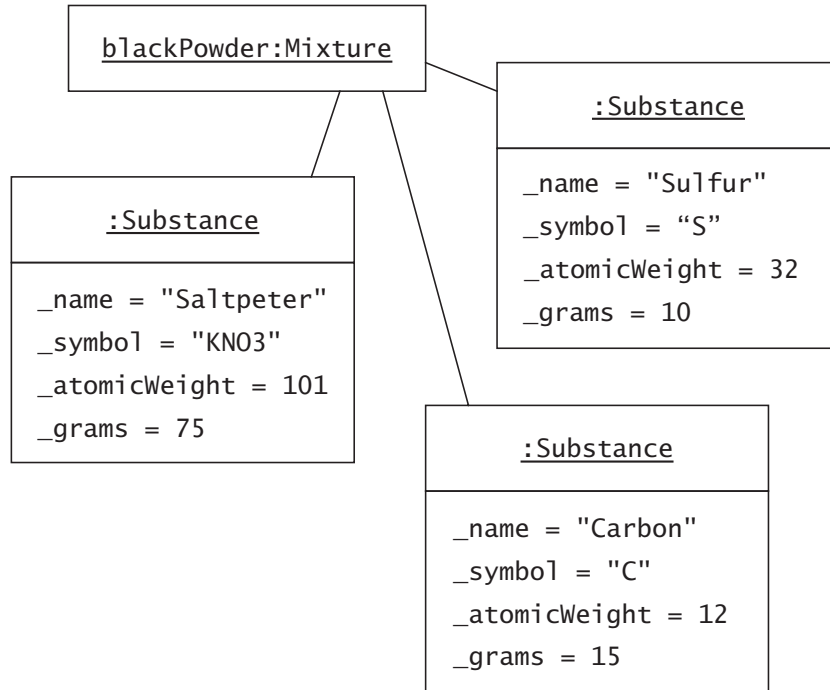 blackPowder:Mixture
:Substance
_name = "Sulfur"
_symbol = “S”
_atomicWeight = 32
_grams = 10
:Substance
_name = "Saltpeter"
_symbol = "KNO3"
_atomicWeight = 101
_grams = 75
:Substance
_name = "Carbon"
_symbol = "C"
_atomicWeight = 12
_grams = 15